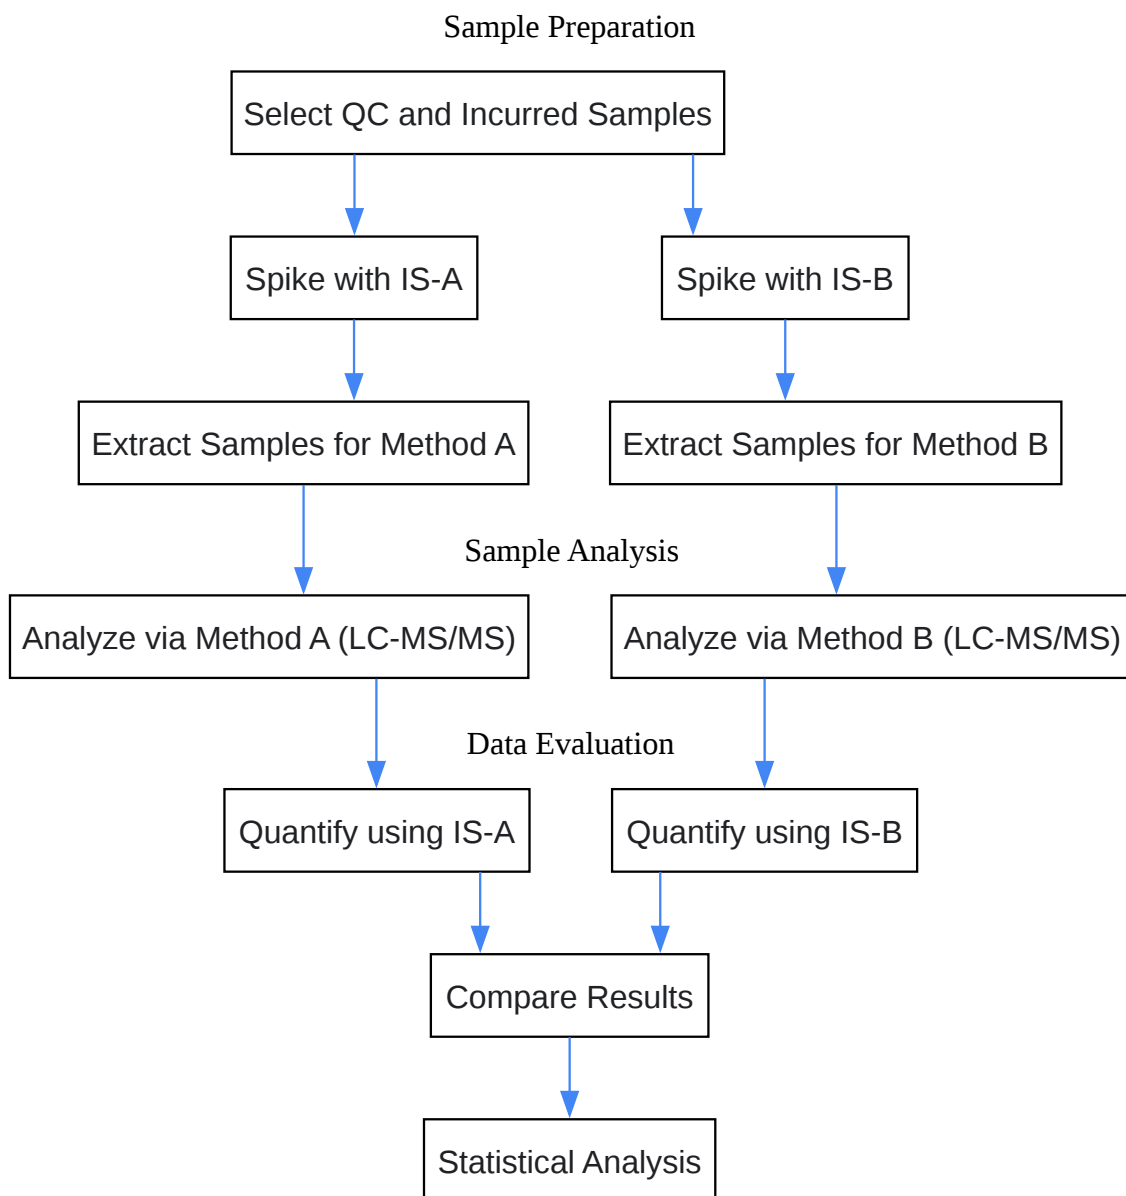 Sample Preparation
Select QC and Incurred Samples
Spike with IS-A
Spike with IS-B
Extract Samples for Method A
Extract Samples for Method B
Sample Analysis
Analyze via Method A (LC-MS/MS)
Analyze via Method B (LC-MS/MS)
Data Evaluation
Quantify using IS-A
Quantify using IS-B
Compare Results
Statistical Analysis